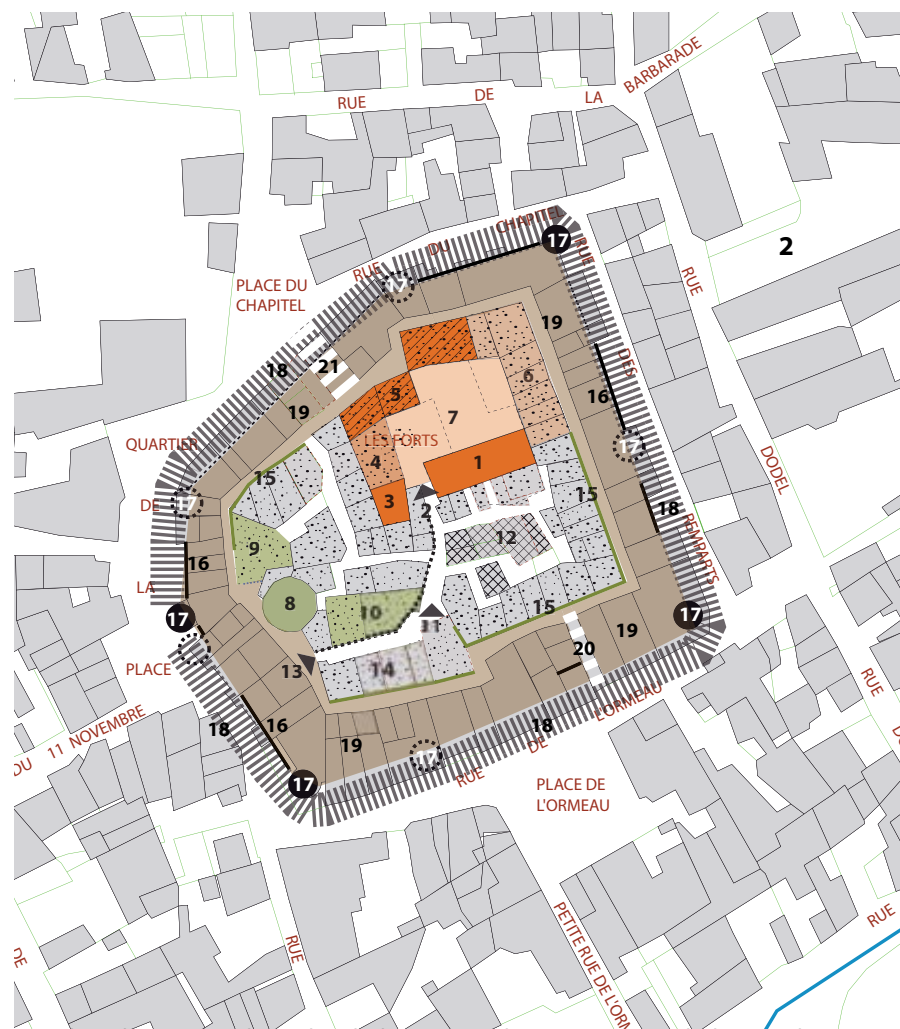 BARBARADE
RUE
DE
LA
RUE
DU
CHAPITEL
17
RUE
2
RUE
17
PLACE DU
CHAPITEL
19
18
21
DES
5
6
16
19
7
LES FORTS
QUARTIER
4
1
17
DODEL
15
15
3
DE
17
2
18
REMPARTS
12
9
16
LA
8
10
15
17
11
17
19
20
PLACE
13
14
RUE
L'ORMEAU
DU 11 NOVEMBRE
18
16
18
19
DE
17
RUE
17
PLACE DE
L'ORMEAU
RUE
DE
RUE
PETITE RUE DE L'ORM